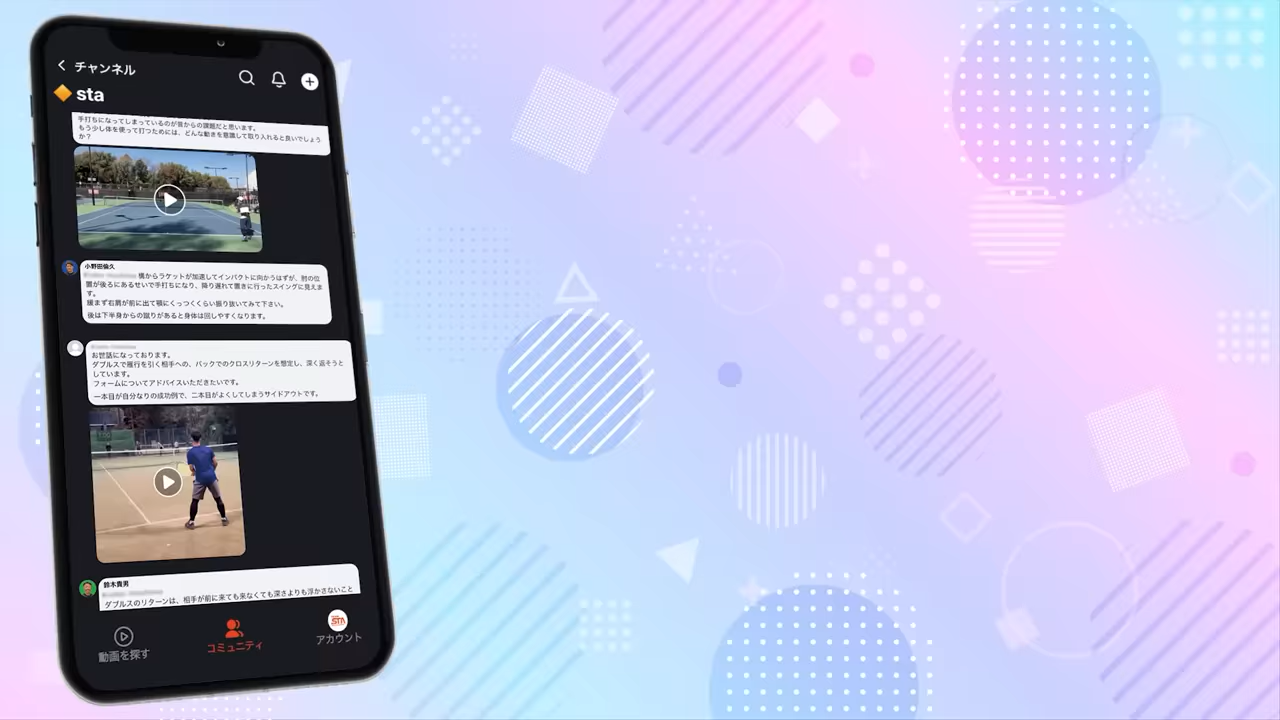 チャンネル
sta
手打ちになってしまっているのが昔からの課題だと思います。
もう少し体を使って打つためには、どんな動きを意識して取り入れると良いでしょう
か？
小野田倫久
横からラケットが加速してインパクトに向かうはずが、肘の位
置が後ろにあるせいで手打ちになり、降り遅れて置きに行ったスイングに見えま
す。
緩まず右肩が前に出て顎にくっつくくらい振り抜いてみて下さい。
後は下半身からの蹴りがあると身体は回しやすくなります。
お世話になっております。
ダブルスで雁行を引く相手への、バックでのクロスリターンを想定し、深く返そうと
しています。
フォームについてアドバイスいただきたいです。
一本目が自分なりの成功例で、二本目がよくしてしまうサイドアウトです。
鈴木貴男
ダブルスのリターンは、相手が前に来ても来なくても深さよりも浮かさないこと
動画を探す
コミュニティ
STA
アカウント